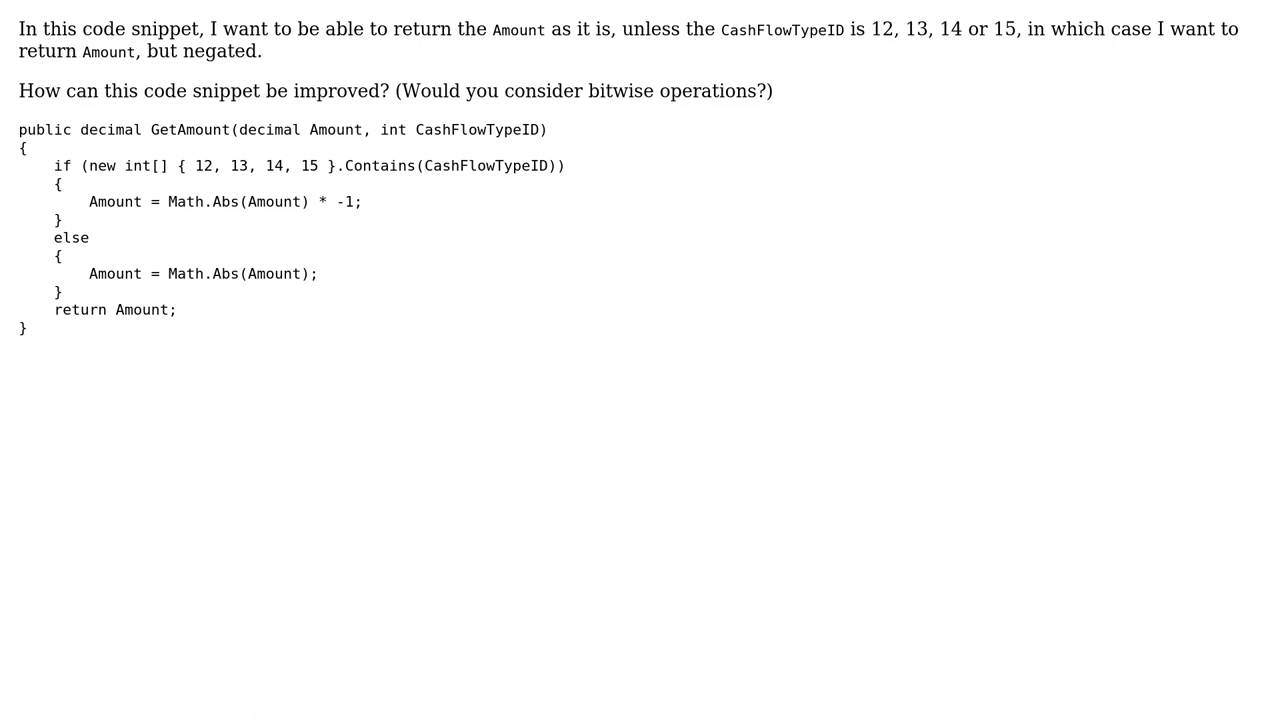 In this code snippet, I want to be able to return the Amount as it is, unless the CashFlowTypeID is 12, 13, 14 or 15, in which case I want to
return Amount, but negated.
How can this code snippet be improved? (Would you consider bitwise operations?)
public decimal GetAmount(decimal Amount, int CashFlowTypeID)
{
    if (new int[] { 12, 13, 14, 15 }.Contains(CashFlowTypeID))
    {
        Amount = Math.Abs(Amount) * -1;
    }
    else
    {
        Amount = Math.Abs(Amount);
    }
    return Amount;
}